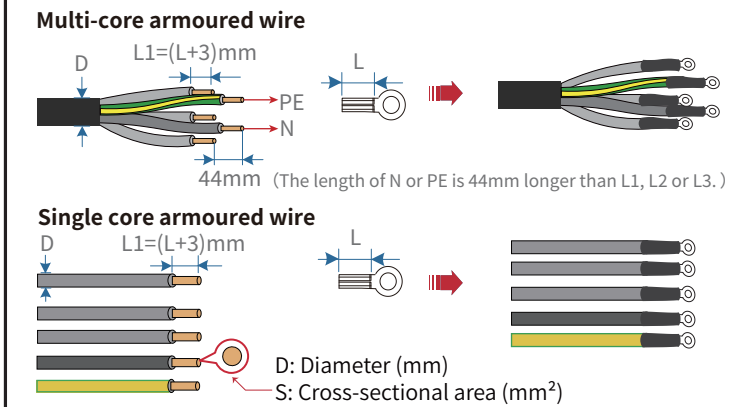 Multi-core armoured wire
D
L1=(L+3)mm
L
PE
N
44mm（The length of N or PE is 44mm longer than L1, L2 or L3.）
Single core armoured wire
D
L1=(L+3)mm
L
D: Diameter (mm)
S: Cross-sectional area (mm²)